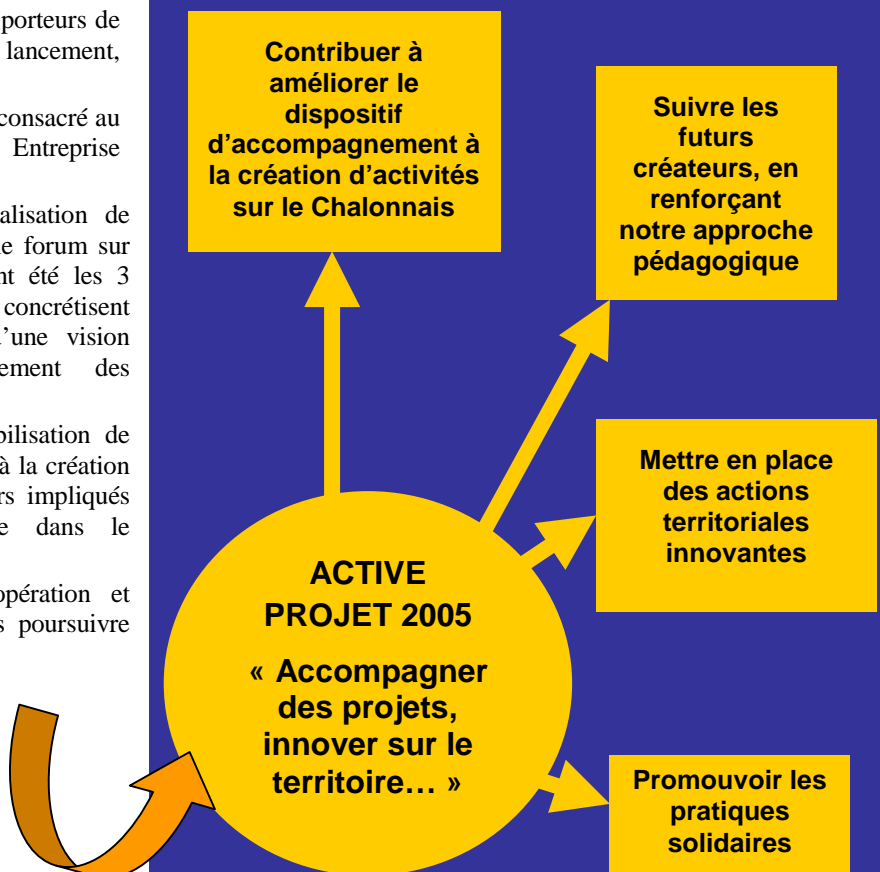 porteurs de
lancement,
consacré au
Entreprise
alisation de
e forum sur
nt été les 3
concrétisent
l'une vision
ement des
bilisation de
à la création
rs impliqués
e dans le
opération et
s poursuivre
Contribuer à
améliorer le
dispositif
d'accompagnement à
la création d'activités
sur le Chalonnais
Suivre les
futurs
créateurs, en
renforçant
notre approche
pédagogique
Mettre en place
des actions
territoriales
innovantes
ACTIVE
PROJET 2005
« Accompagner
des projets,
innover sur le
territoire… »
Promouvoir les
pratiques
solidaires